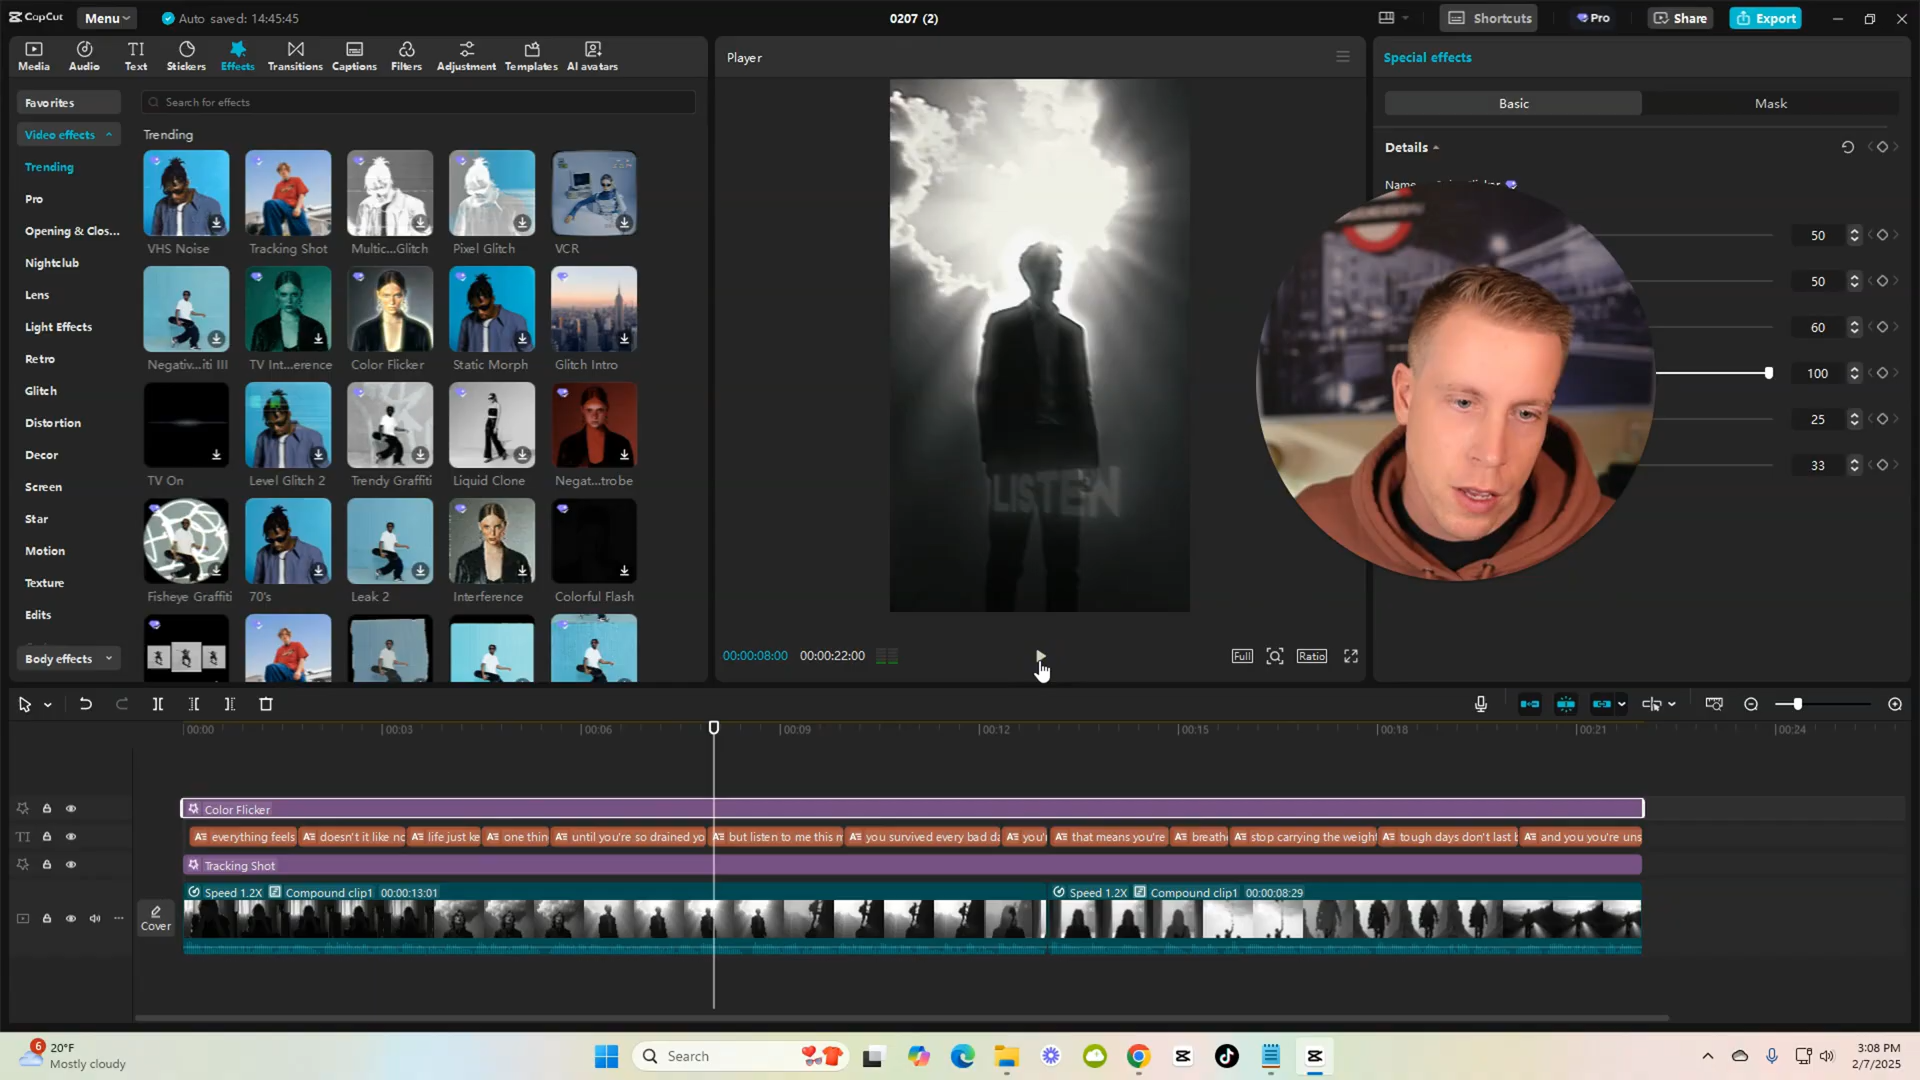 CapCut
Menu
Auto saved: 14:45:45
0207 (2)
Shortcuts
Pro
Share
Export
Media
Audio
Text
Stickers
Effects
Transitions
Captions
Filters
Adjustment
Templates
AI avatars
Player
Special effects
Favorites
Search for effects
Basic
Mask
Video effects
Trending
Details
Trending
Pro
Opening & Clos...
Nightclub
Lens
Light Effects
Retro
Glitch
Distortion
Decor
Screen
Star
Motion
Texture
Edits
Body effects
VHS Noise
Tracking Shot
Multic...Glitch
Pixel Glitch
VCR
Negativ...iti III
TV Int...erence
Color Flicker
Static Morph
Glitch Intro
TV On
Level Glitch 2
Trendy Graffiti
Liquid Clone
Negat...trobe
Fisheye Graffiti
70's
Leak 2
Interference
Colorful Flash
LISTEN
Name
50
50
60
100
25
33
00:00:08:00
00:00:22:00
Full
Ratio
00:00
00:03
00:06
00:09
00:12
00:15
00:18
00:21
00:24
Color Flicker
everything feels
doesn't it like no
life just ke
one thin
until you're so drained yo
but listen to me this m
you survived every bad da
you'r
that means you're
breath
stop carrying the weight
tough days don't last b
and you you're uns
Tracking Shot
Speed 1.2X
Compound clip1
00:00:13:01
Speed 1.2X
Compound clip1
00:00:08:29
Cover
6
20°F
Mostly cloudy
Search
3:08 PM
2/7/2025